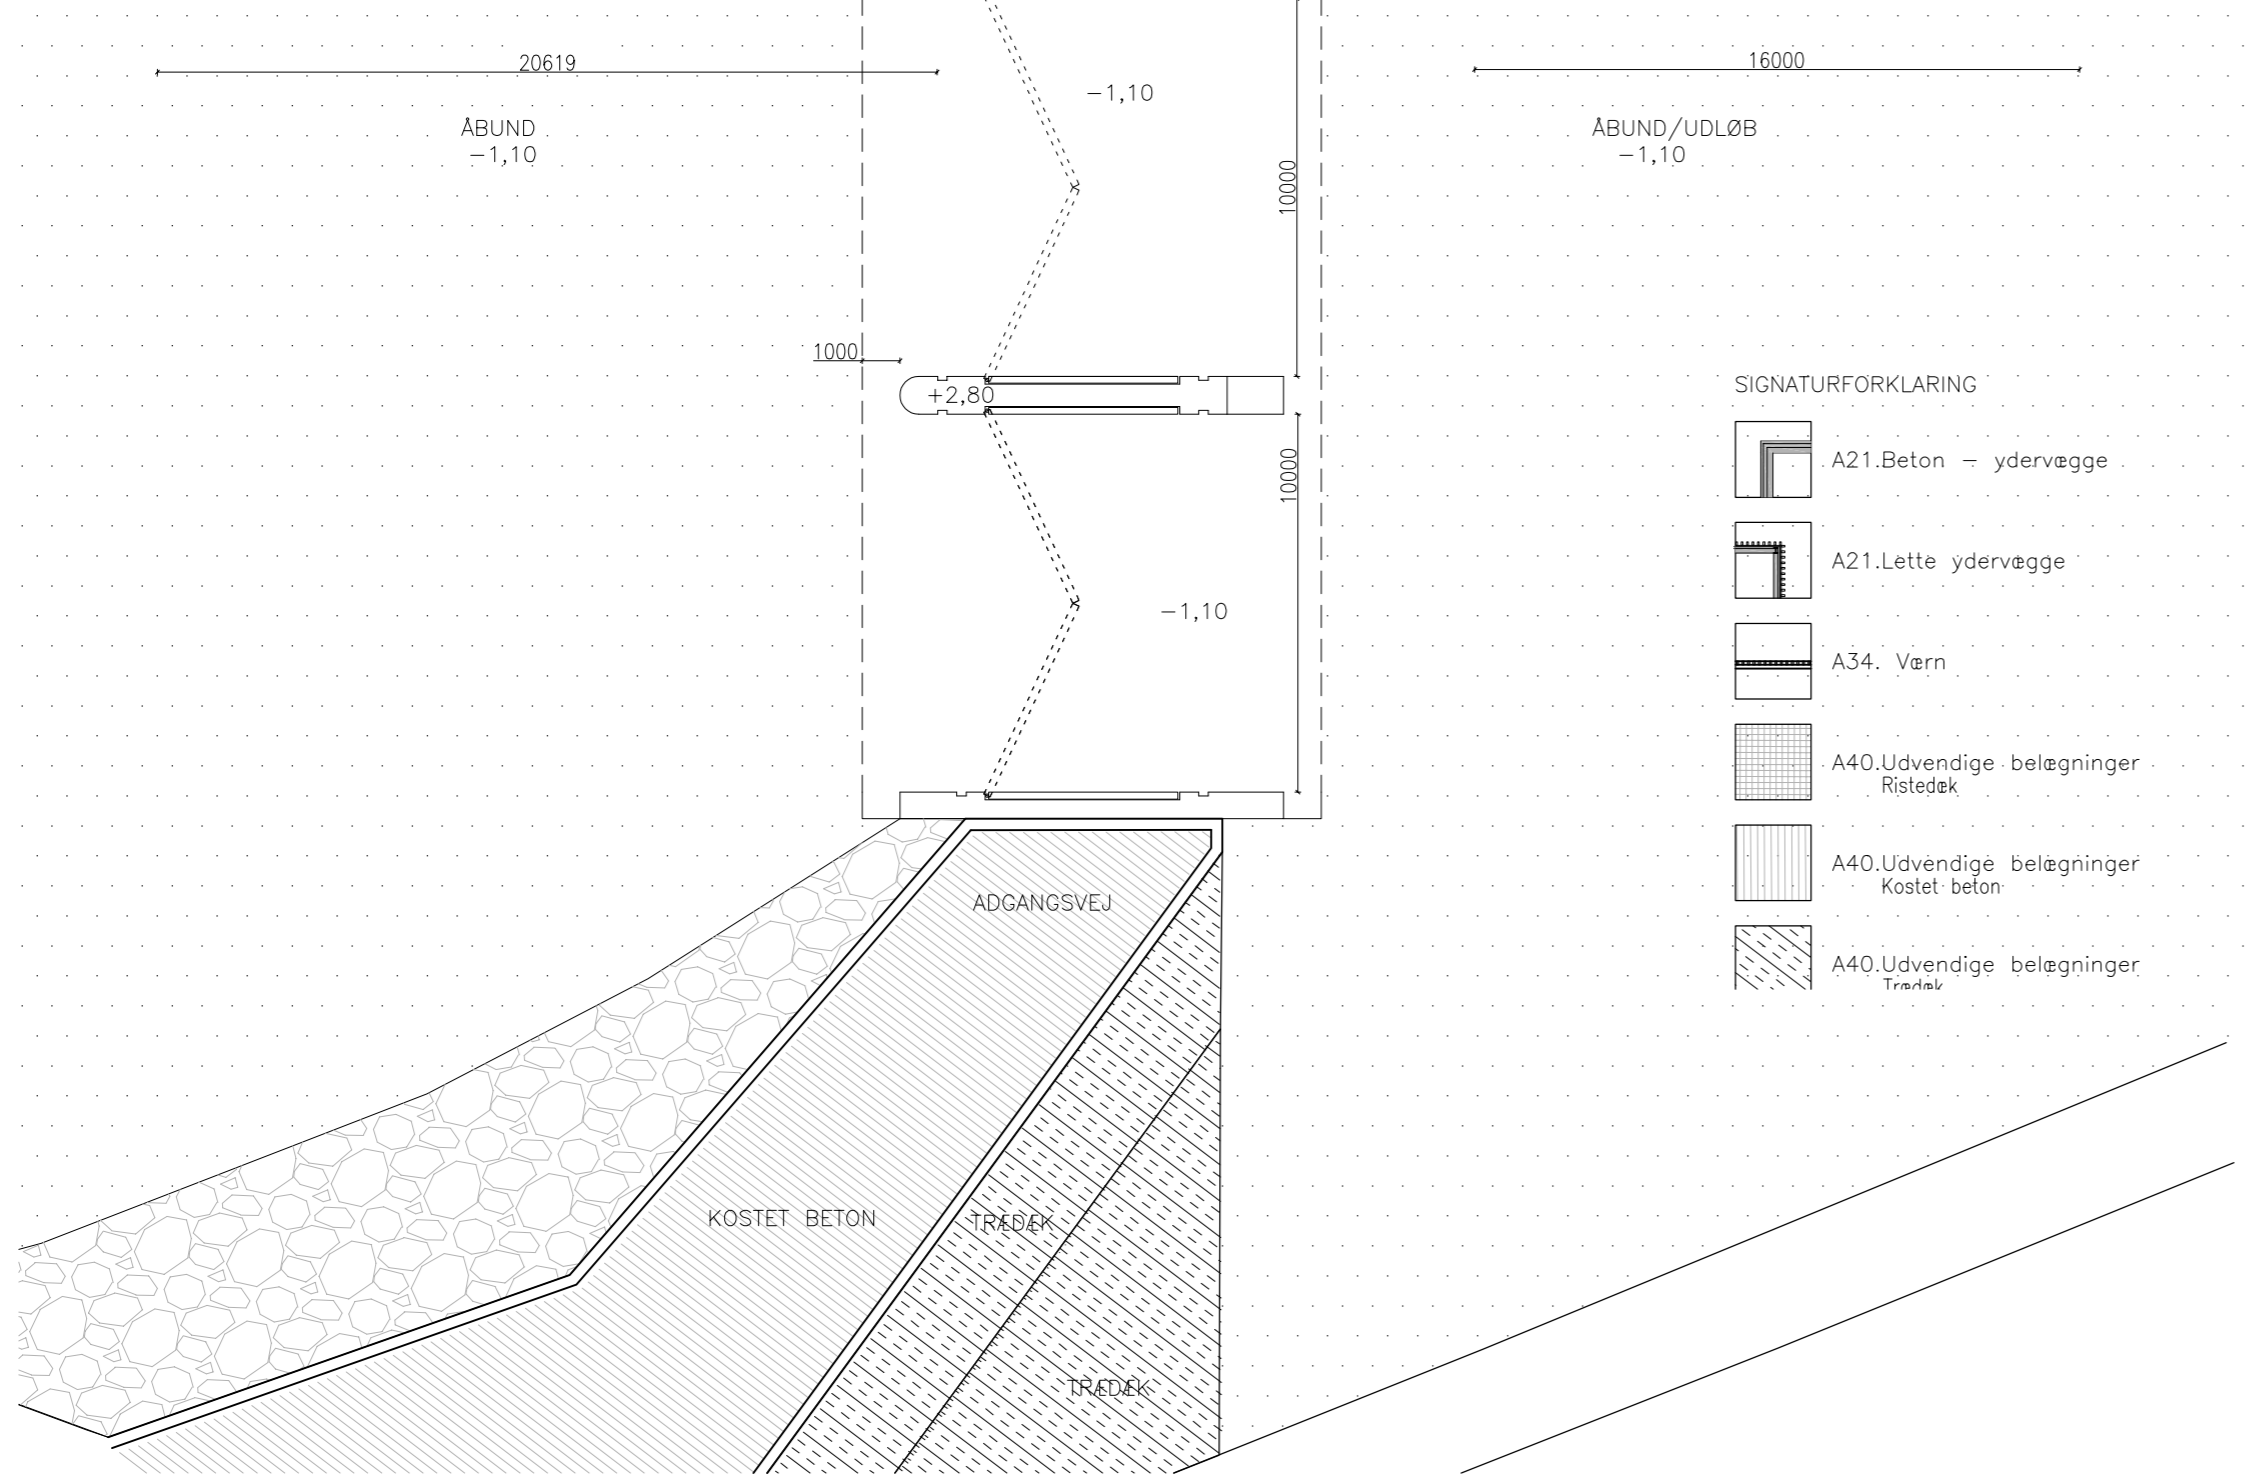 20619
16000
-1,10
ÅBUND
-1,10
ÅBUND/UDLØB
-1,10
10000
1000
+2,80
10000
-1,10
SIGNATURFORKLARING
A21.Beton - ydervægge
A21.Lette ydervægge
A34. Værn
A40.Udvendige belægninger
Ristedæk
A40.Udvendige belægninger
Kostet beton
A40.Udvendige belægninger
Trædæk
ADGANGSVEJ
KOSTET BETON
TRÆDÆK
TRÆDÆK